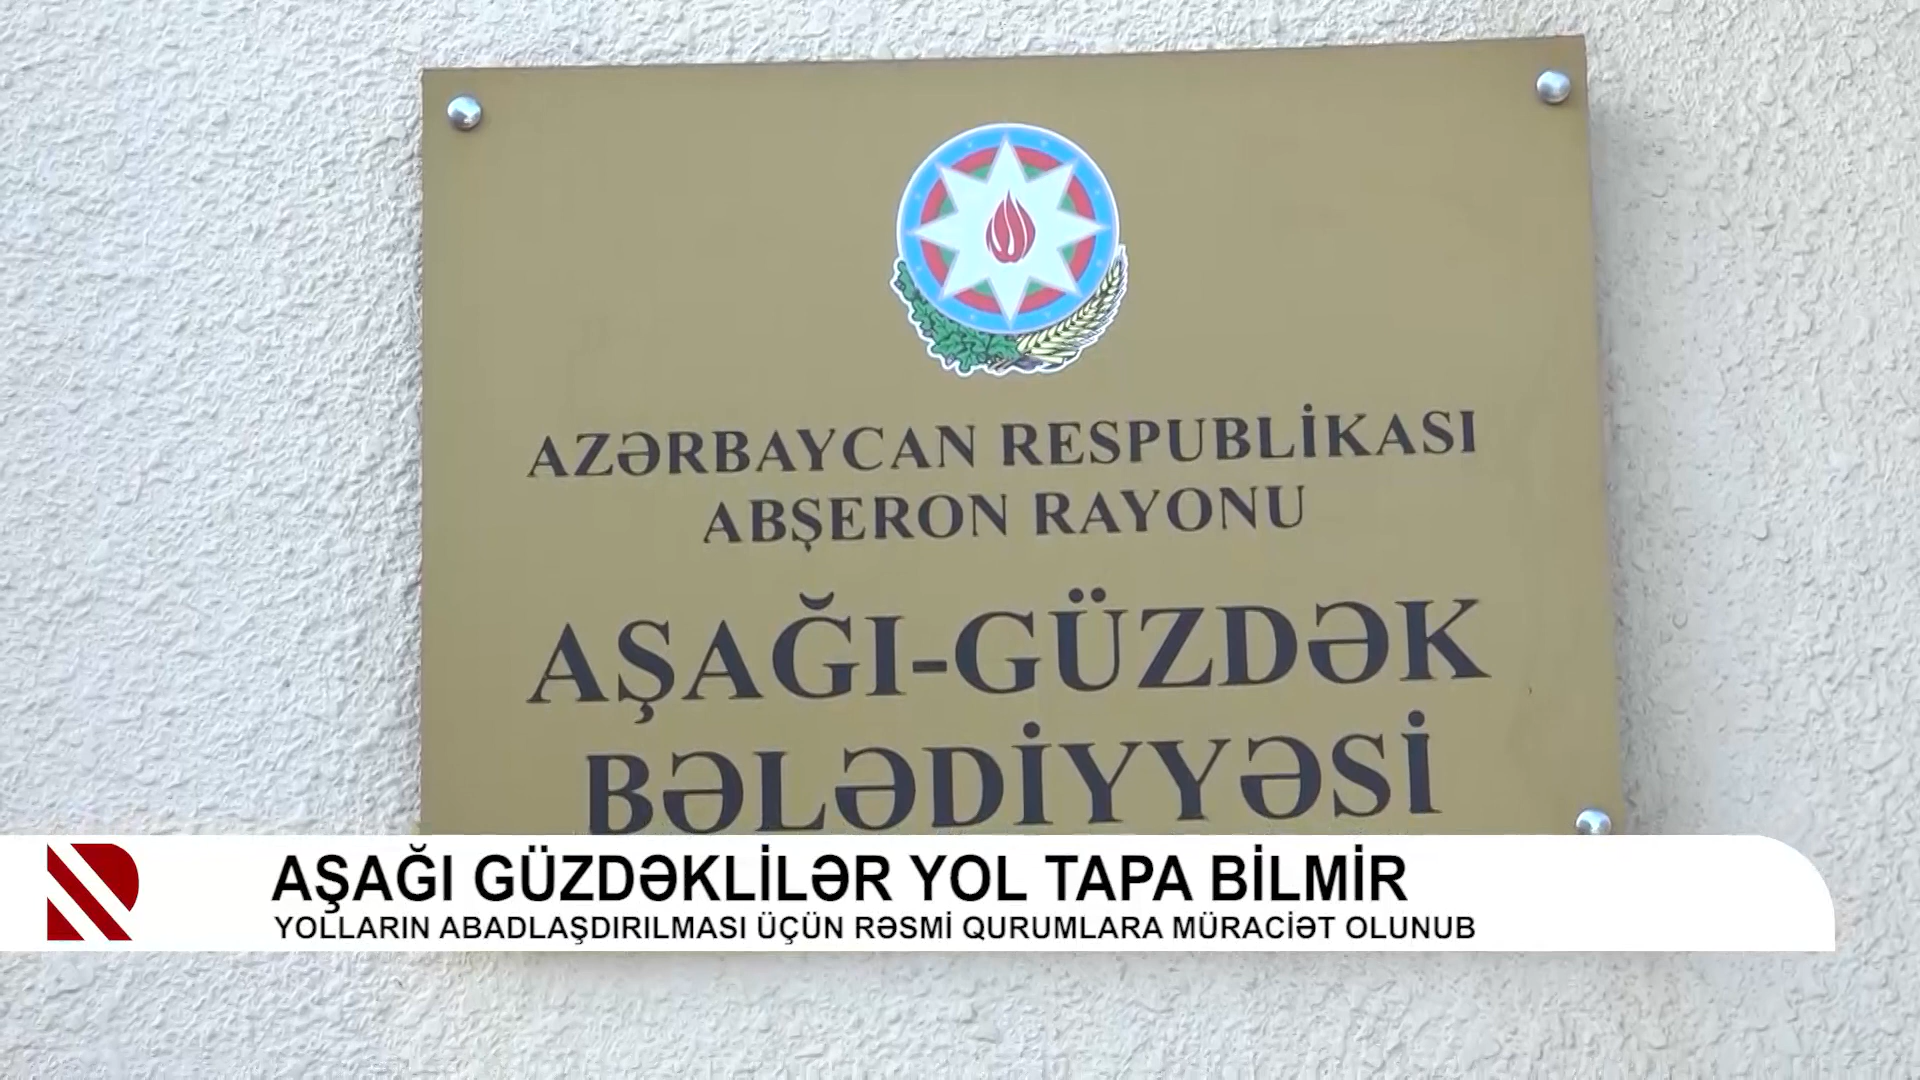 AZƏRBAYCAN RESPUBLİKASI
ABŞERON RAYONU
AŞAĞI-GÜZDƏK
BƏLƏDİYYƏSİ
AŞAĞI GÜZDƏKLİLƏR YOL TAPA BİLMİR
YOLLARIN ABADLAŞDIRILMASI ÜÇÜN RƏSMİ QURUMLARA MÜRACİƏT OLUNUB